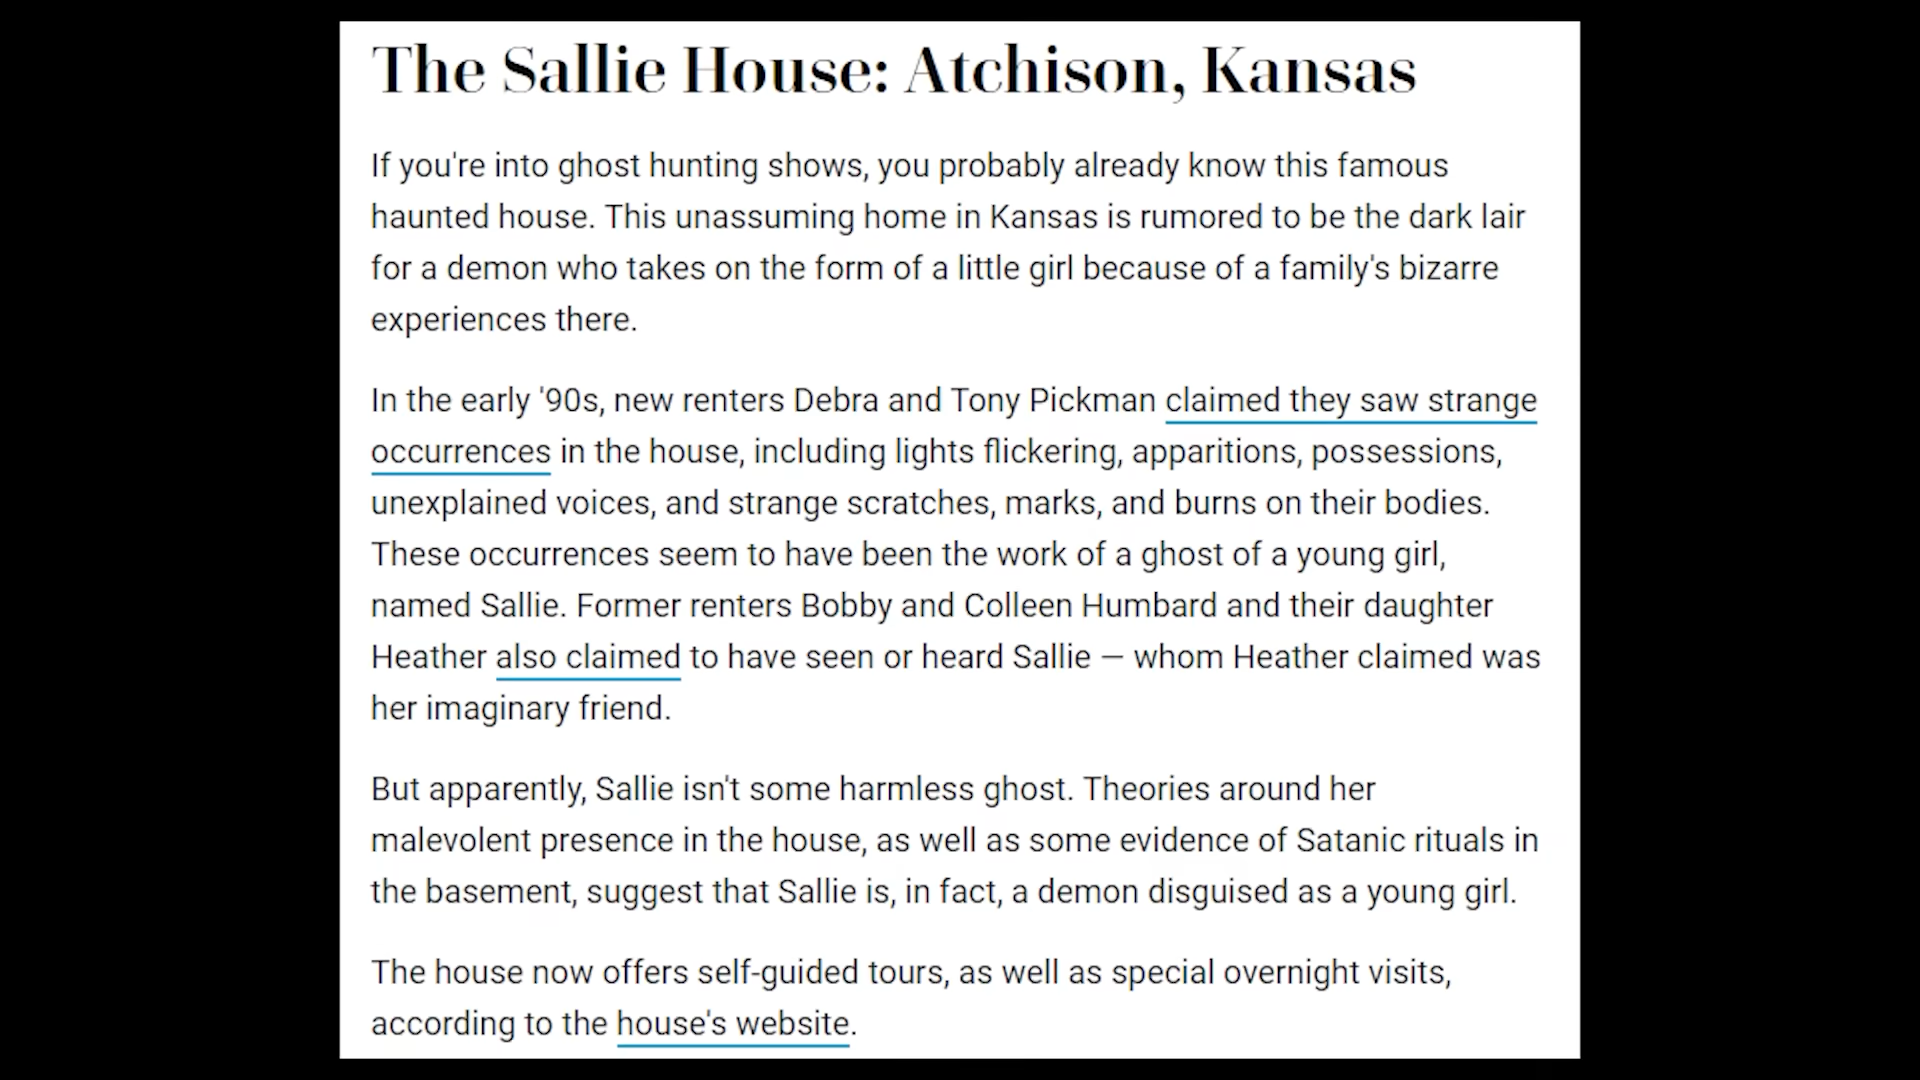 The Sallie House: Atchison, Kansas
If you're into ghost hunting shows, you probably already know this famous
haunted house. This unassuming home in Kansas is rumored to be the dark lair
for a demon who takes on the form of a little girl because of a family's bizarre
experiences there.
In the early '90s, new renters Debra and Tony Pickman claimed they saw strange
occurrences in the house, including lights flickering, apparitions, possessions,
unexplained voices, and strange scratches, marks, and burns on their bodies.
These occurrences seem to have been the work of a ghost of a young girl,
named Sallie. Former renters Bobby and Colleen Humbard and their daughter
Heather also claimed to have seen or heard Sallie — whom Heather claimed was
her imaginary friend.
But apparently, Sallie isn't some harmless ghost. Theories around her
malevolent presence in the house, as well as some evidence of Satanic rituals in
the basement, suggest that Sallie is, in fact, a demon disguised as a young girl.
The house now offers self-guided tours, as well as special overnight visits,
according to the house's website.